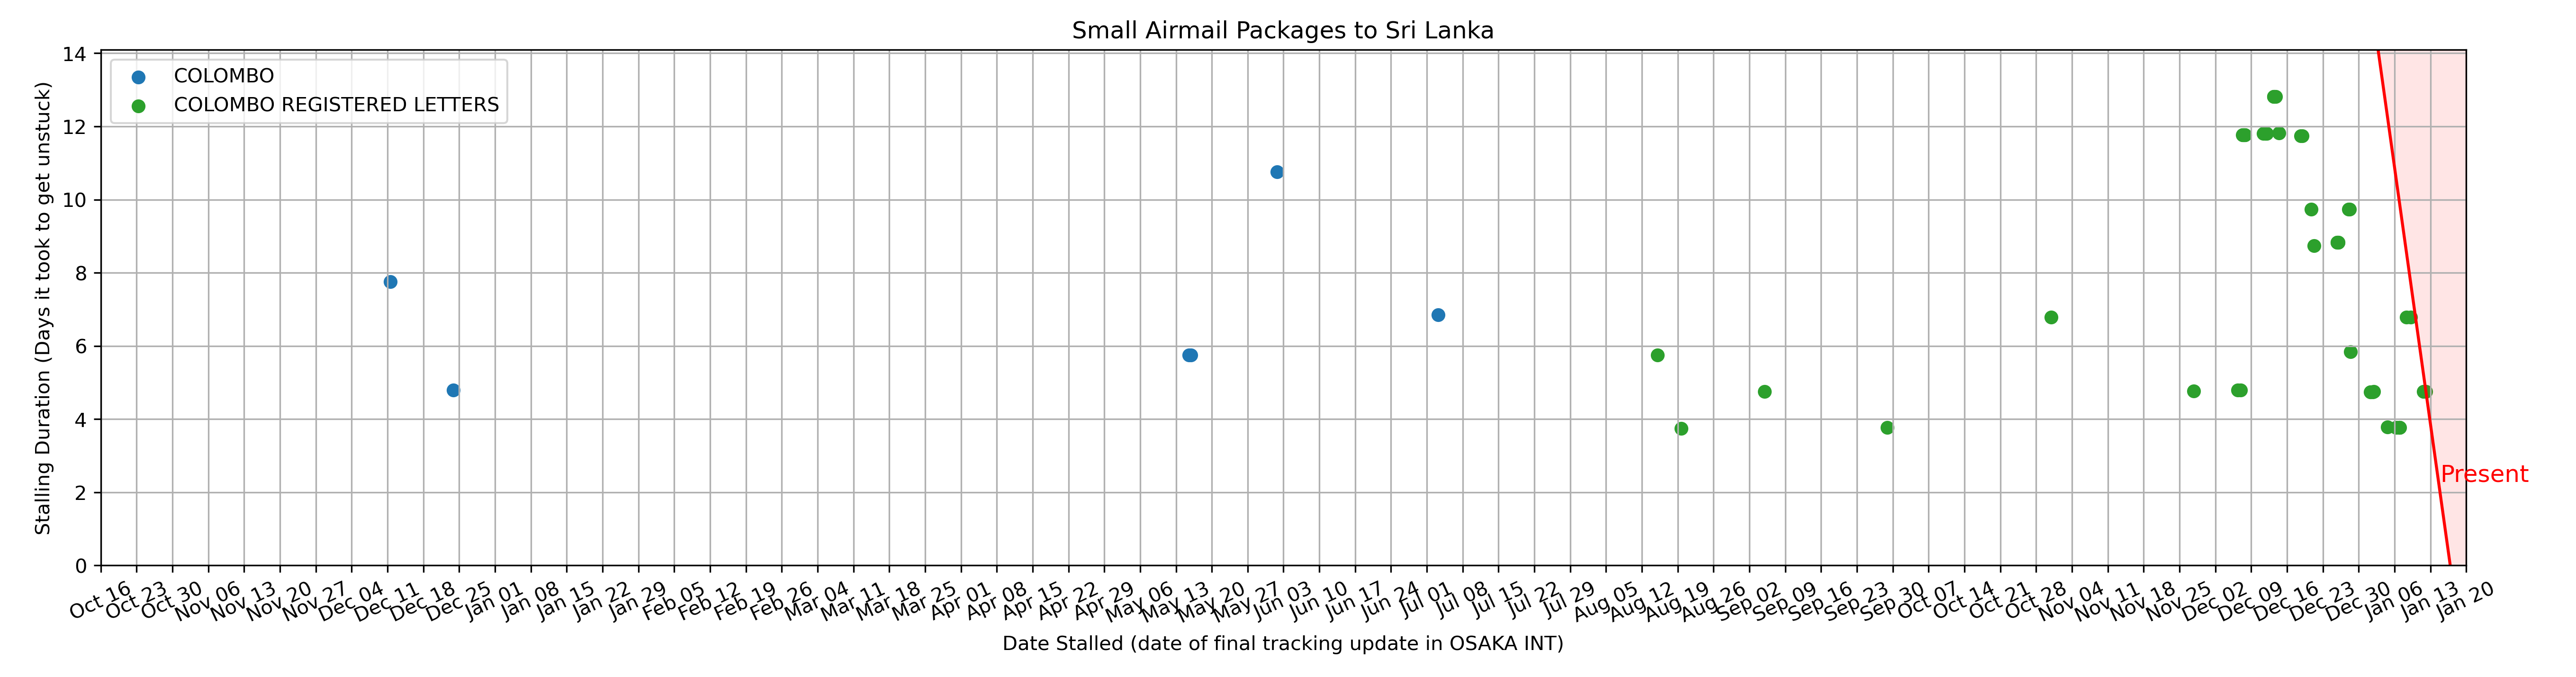 Small Airmail Packages to Sri Lanka
COLOMBO
COLOMBO REGISTERED LETTERS
Stalling Duration (Days it took to get unstuck)
14
12
10
8
6
4
2
0
Present
Oct 16 Oct 23 Oct 30 Nov 06 Nov 13 Nov 20 Nov 27 Dec 04 Dec 11 Dec 18 Dec 25 Jan 01 Jan 08 Jan 15 Jan 22 Jan 29 Feb 05 Feb 12 Feb 19 Feb 26 Mar 04 Mar 11 Mar 18 Mar 25 Apr 01 Apr 08 Apr 15 Apr 22 Apr 29 May 06 May 13 May 20 May 27 Jun 03 Jun 10 Jun 17 Jun 24 Jul 01 Jul 08 Jul 15 Jul 22 Jul 29 Aug 05 Aug 12 Aug 19 Aug 26 Sep 02 Sep 09 Sep 16 Sep 23 Sep 30 Oct 07 Oct 14 Oct 21 Oct 28 Nov 04 Nov 11 Nov 18 Nov 25 Dec 02 Dec 09 Dec 16 Dec 23 Dec 30 Jan 06 Jan 13 Jan 20
Date Stalled (date of final tracking update in OSAKA INT)